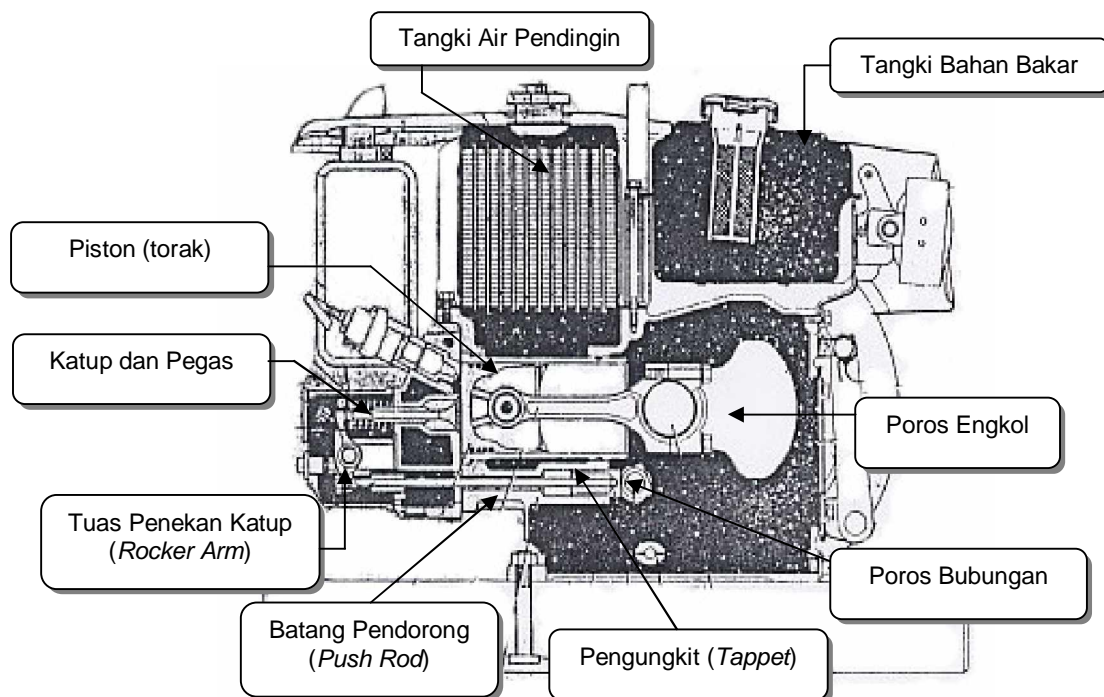 Tangki Air Pendingin
Tangki Bahan Bakar
Piston (torak)
Katup dan Pegas
Poros Engkol
Tuas Penekan Katup
(Rocker Arm)
Poros Bubungan
Batang Pendorong
(Push Rod)
Pengungkit (Tappet)